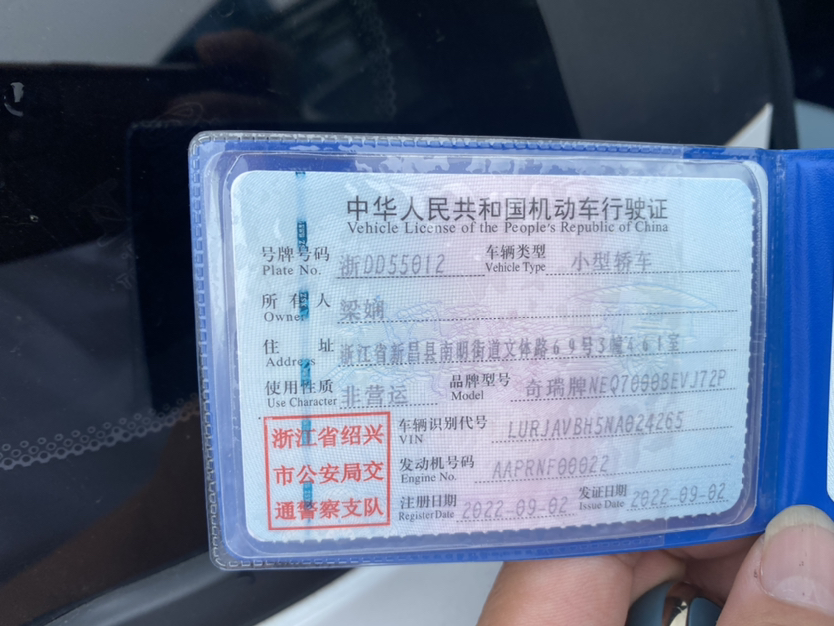 中华人民共和国机动车行驶证
Vehicle License of the People's Republic of China
号牌号码 浙DD55012 车辆类型 小型轿车
Plate No. Vehicle Type
所有人 梁娴
Owner
住址 浙江省新昌县南明街道文体路69号3幢461室
Address
使用性质 非营运 品牌型号 奇瑞牌NEQ7000BEVJ72P
Use Character Model
浙江省绍兴
市公安局交
通警察支队
车辆识别代号 LURJAVBH5NA024265
VIN
发动机号码 AAPRNF00022
Engine No.
注册日期 2022-09-02 发证日期 2022-09-02
Register Date Issue Date